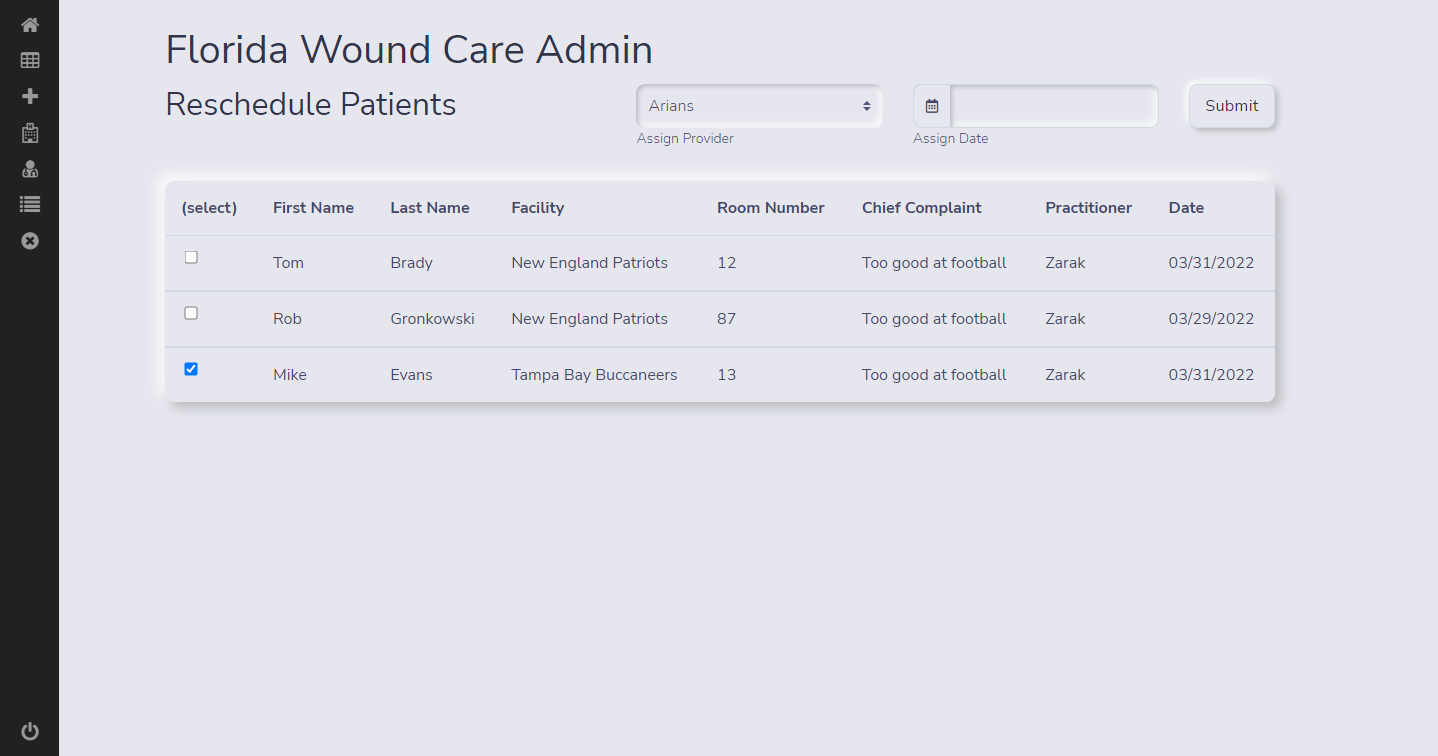 Florida Wound Care Admin
Reschedule Patients
Arians
Submit
Assign Provider
Assign Date
(select) First Name Last Name Facility Room Number Chief Complaint Practitioner Date
Tom Brady New England Patriots 12 Too good at football Zarak 03/31/2022
Rob Gronkowski New England Patriots 87 Too good at football Zarak 03/29/2022
Mike Evans Tampa Bay Buccaneers 13 Too good at football Zarak 03/31/2022